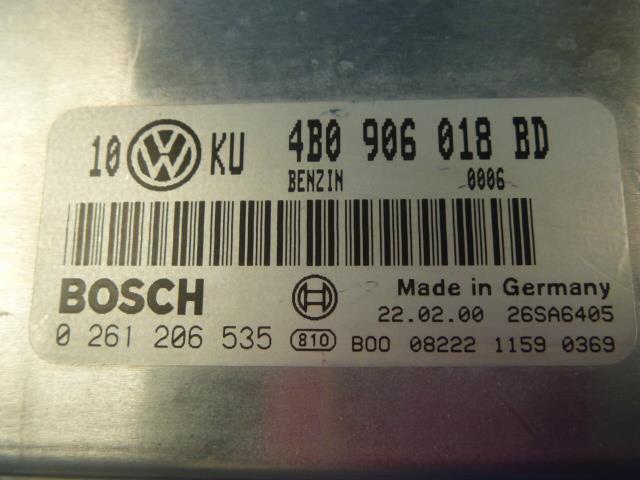 10 VW KU 4B0 906 018 BD
BENZIN 0006
BOSCH Made in Germany
22.02.00 26SA6405
0 261 206 535 810 B00 08222 1159 0369